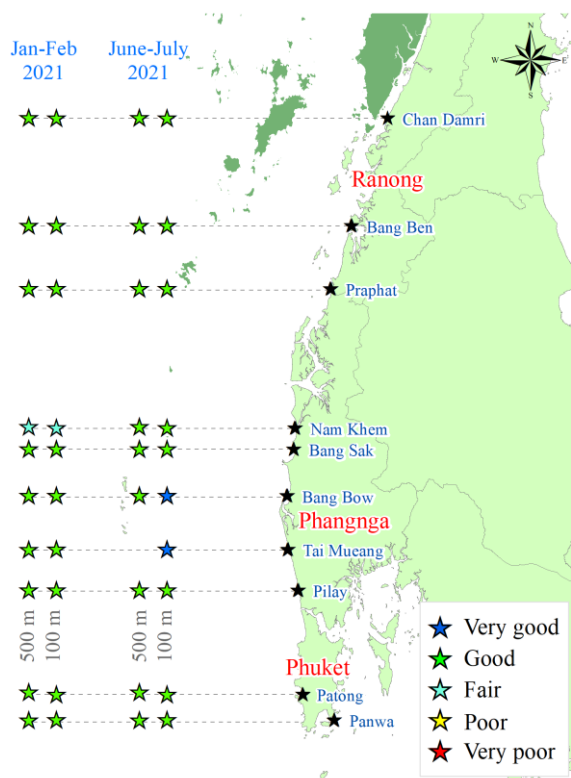 Jan-Feb
2021
June-July
2021
N
W
E
S
Chan Damri
Ranong
Bang Ben
Praphat
Nam Khem
Bang Sak
Bang Bow
Phangnga
Tai Mueang
Pilay
500 m
100 m
500 m
100 m
Phuket
Patong
Panwa
Very good
Good
Fair
Poor
Very poor